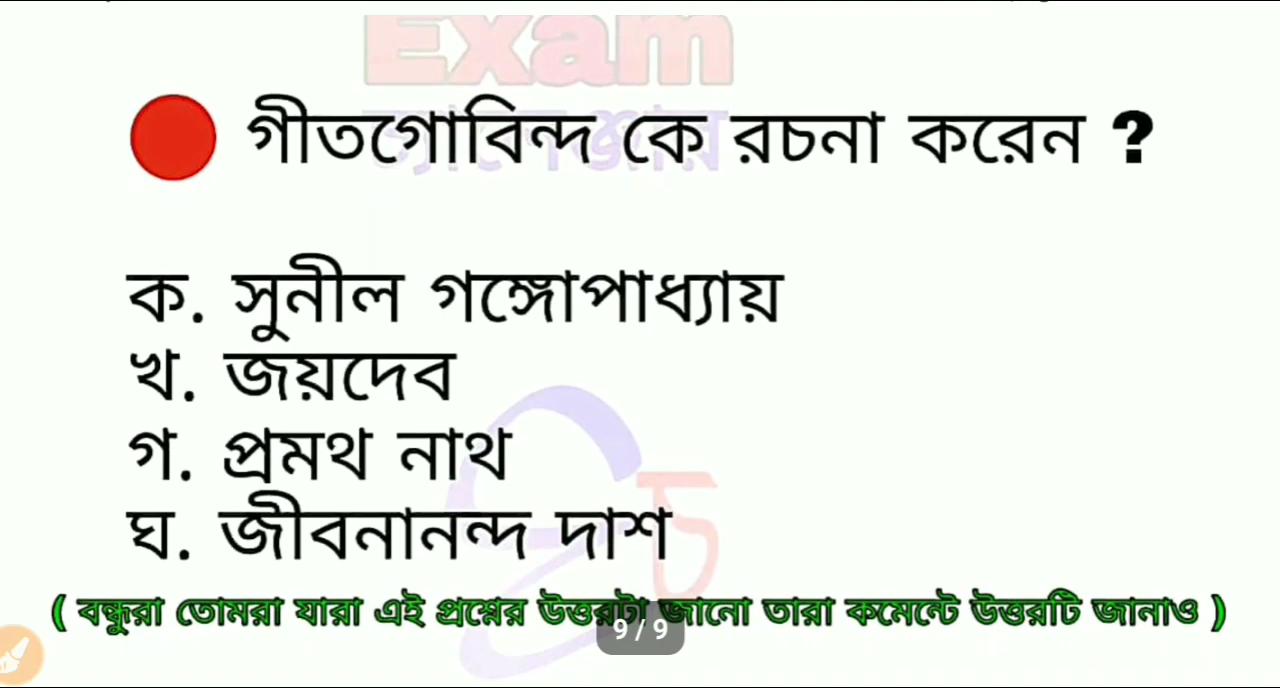 Exam
গীতগোবিন্দ কে রচনা করেন ?
ক. সুনীল গঙ্গোপাধ্যায়
খ. জয়দেব
গ. প্রমথ নাথ
ঘ. জীবনানন্দ দাশ
( বন্ধুরা তোমরা যারা এই প্রশ্নের উত্তরটা জানো তারা কমেন্টে উত্তরটি জানাও )
9 / 9